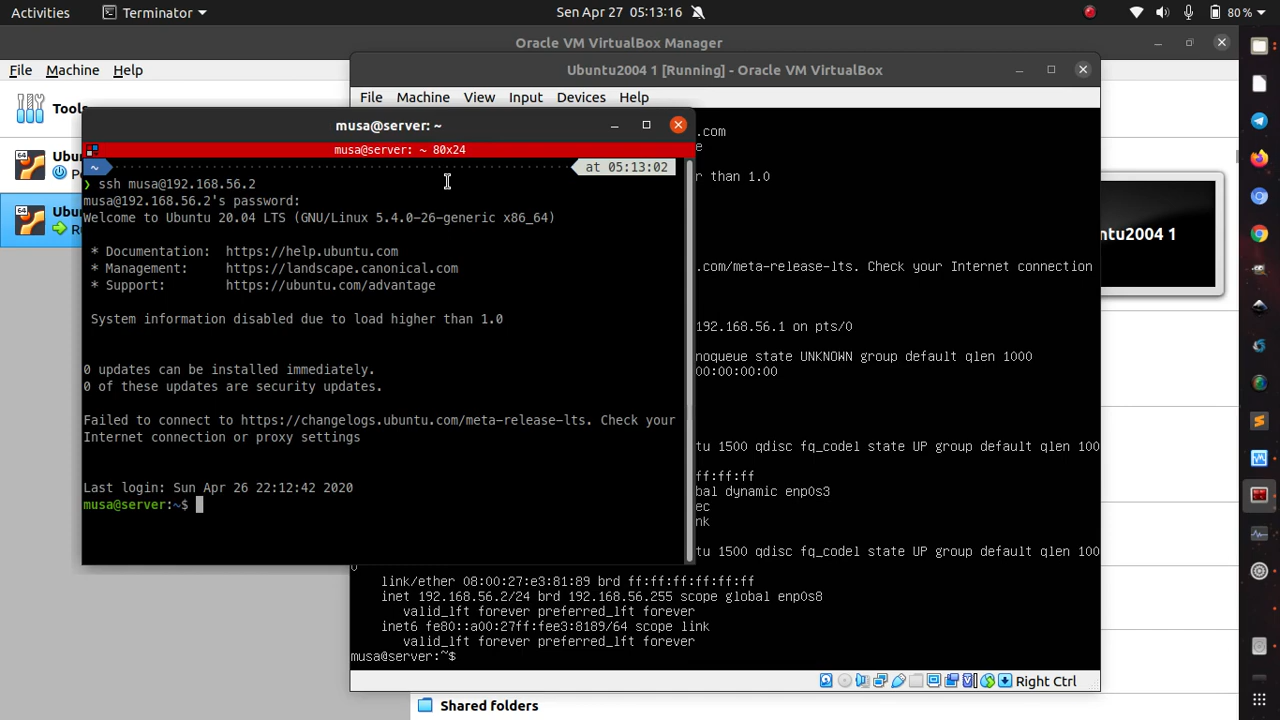 Activities
Terminator
Sen Apr 27 05:13:16
80%
Oracle VM VirtualBox Manager
File Machine Help
Tools
64
Ubu
64
Ubu
Ubuntu2004 1 [Running] - Oracle VM VirtualBox
File Machine View Input Devices Help
musa@server: ~
musa@server: ~ 80x24
~
at 05:13:02
❯ ssh musa@192.168.56.2
musa@192.168.56.2's password:
Welcome to Ubuntu 20.04 LTS (GNU/Linux 5.4.0-26-generic x86_64)
* Documentation: https://help.ubuntu.com
* Management: https://landscape.canonical.com
* Support: https://ubuntu.com/advantage
System information disabled due to load higher than 1.0
0 updates can be installed immediately.
0 of these updates are security updates.
Failed to connect to https://changelogs.ubuntu.com/meta-release-lts. Check your
Internet connection or proxy settings
Last login: Sun Apr 26 22:12:42 2020
musa@server:~$
.com
e
r than 1.0
.com/meta-release-lts. Check your Internet connection
192.168.56.1 on pts/0
noqueue state UNKNOWN group default qlen 1000
00:00:00:00
tu 1500 qdisc fq_codel state UP group default qlen 100
ff:ff:ff
bal dynamic enp0s3
ec
nk
tu 1500 qdisc fq_codel state UP group default qlen 100
0
link/ether 08:00:27:e3:81:89 brd ff:ff:ff:ff:ff:ff
inet 192.168.56.2/24 brd 192.168.56.255 scope global enp0s8
valid_lft forever preferred_lft forever
inet6 fe80::a00:27ff:fee3:8189/64 scope link
valid_lft forever preferred_lft forever
musa@server:~$
Right Ctrl
ntu2004 1
Shared folders